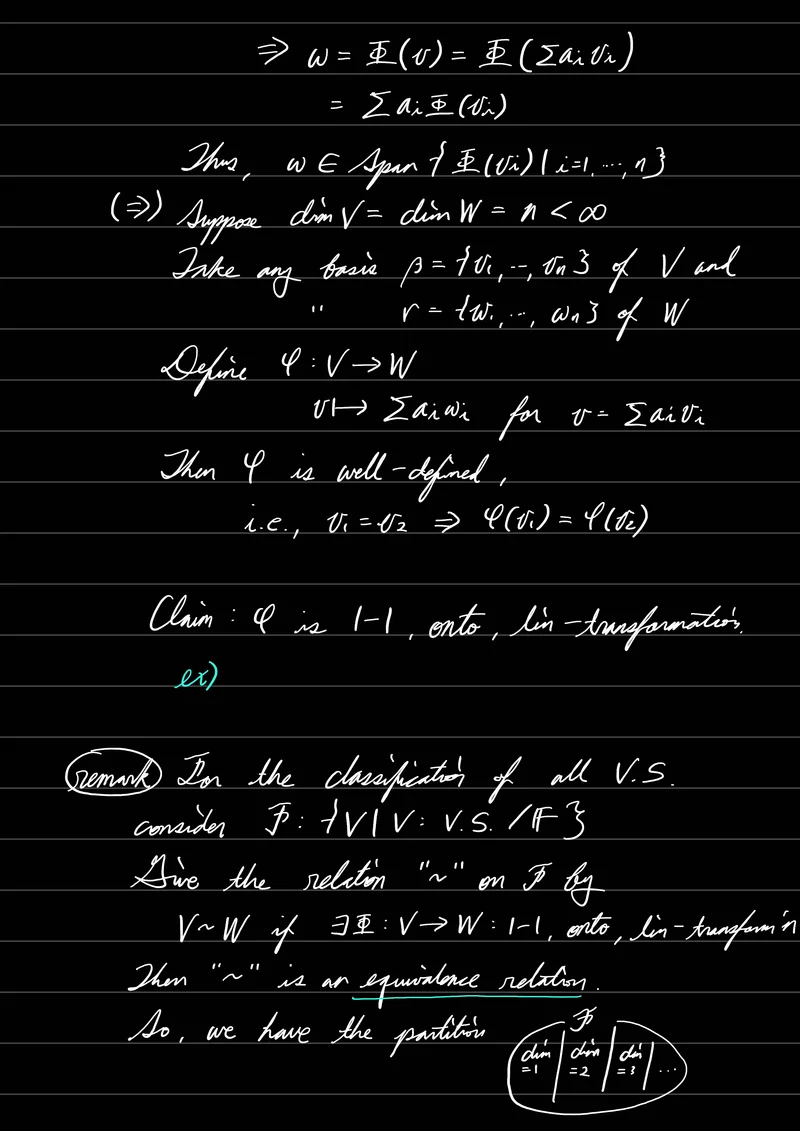 ⇒ w = Φ(v) = Φ(Σaᵢvᵢ)
= ΣaᵢΦ(vᵢ)
Thus, w ∈ Span {Φ(vᵢ) | i=1, ⋯, n}
(⇒) Suppose dim V = dim W = n < ∞
Take any basis β = {v₁, ⋯, vₙ} of V and
" r = {w₁, ⋯, wₙ} of W
Define φ : V → W
v ↦ Σaᵢwᵢ for v = Σaᵢvᵢ
Then φ is well-defined,
i.e., v₁ = v₂ ⇒ φ(v₁) = φ(v₂)
Claim : φ is 1-1, onto, lin-transformation.
ex)
remark For the classification of all V.S.
consider F : {V | V : V.S. / 𝔽}
Give the relation "~" on F by
V ~ W if ∃Φ : V → W : 1-1, onto, lin-transform'n
Then "~" is an equivalence relation.
So, we have the partition
F
dim =1 | dim =2 | dim =3 | ⋯